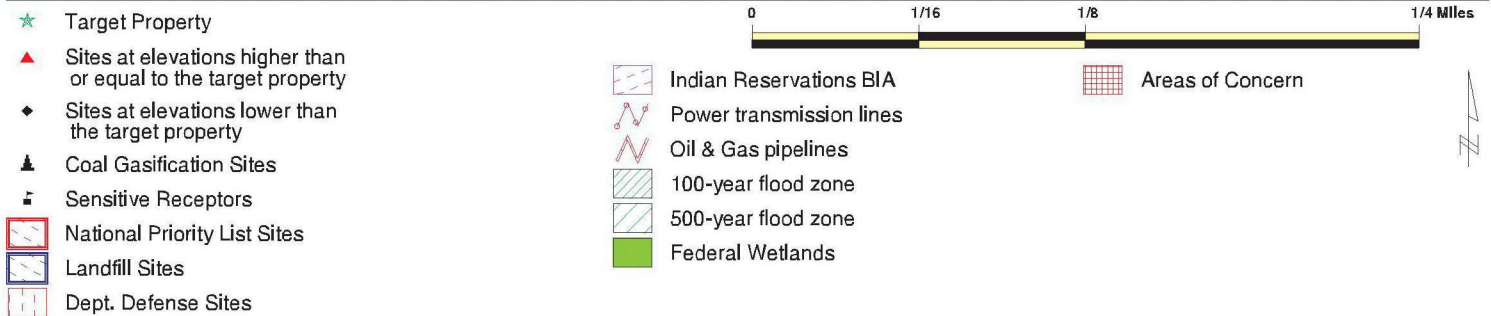 Target Property
Sites at elevations higher than
or equal to the target property
Sites at elevations lower than
the target property
Coal Gasification Sites
Sensitive Receptors
National Priority List Sites
Landfill Sites
Dept. Defense Sites
0 1/16 1/8 1/4 Miles
Indian Reservations BIA
Power transmission lines
Oil & Gas pipelines
100-year flood zone
500-year flood zone
Federal Wetlands
Areas of Concern
N